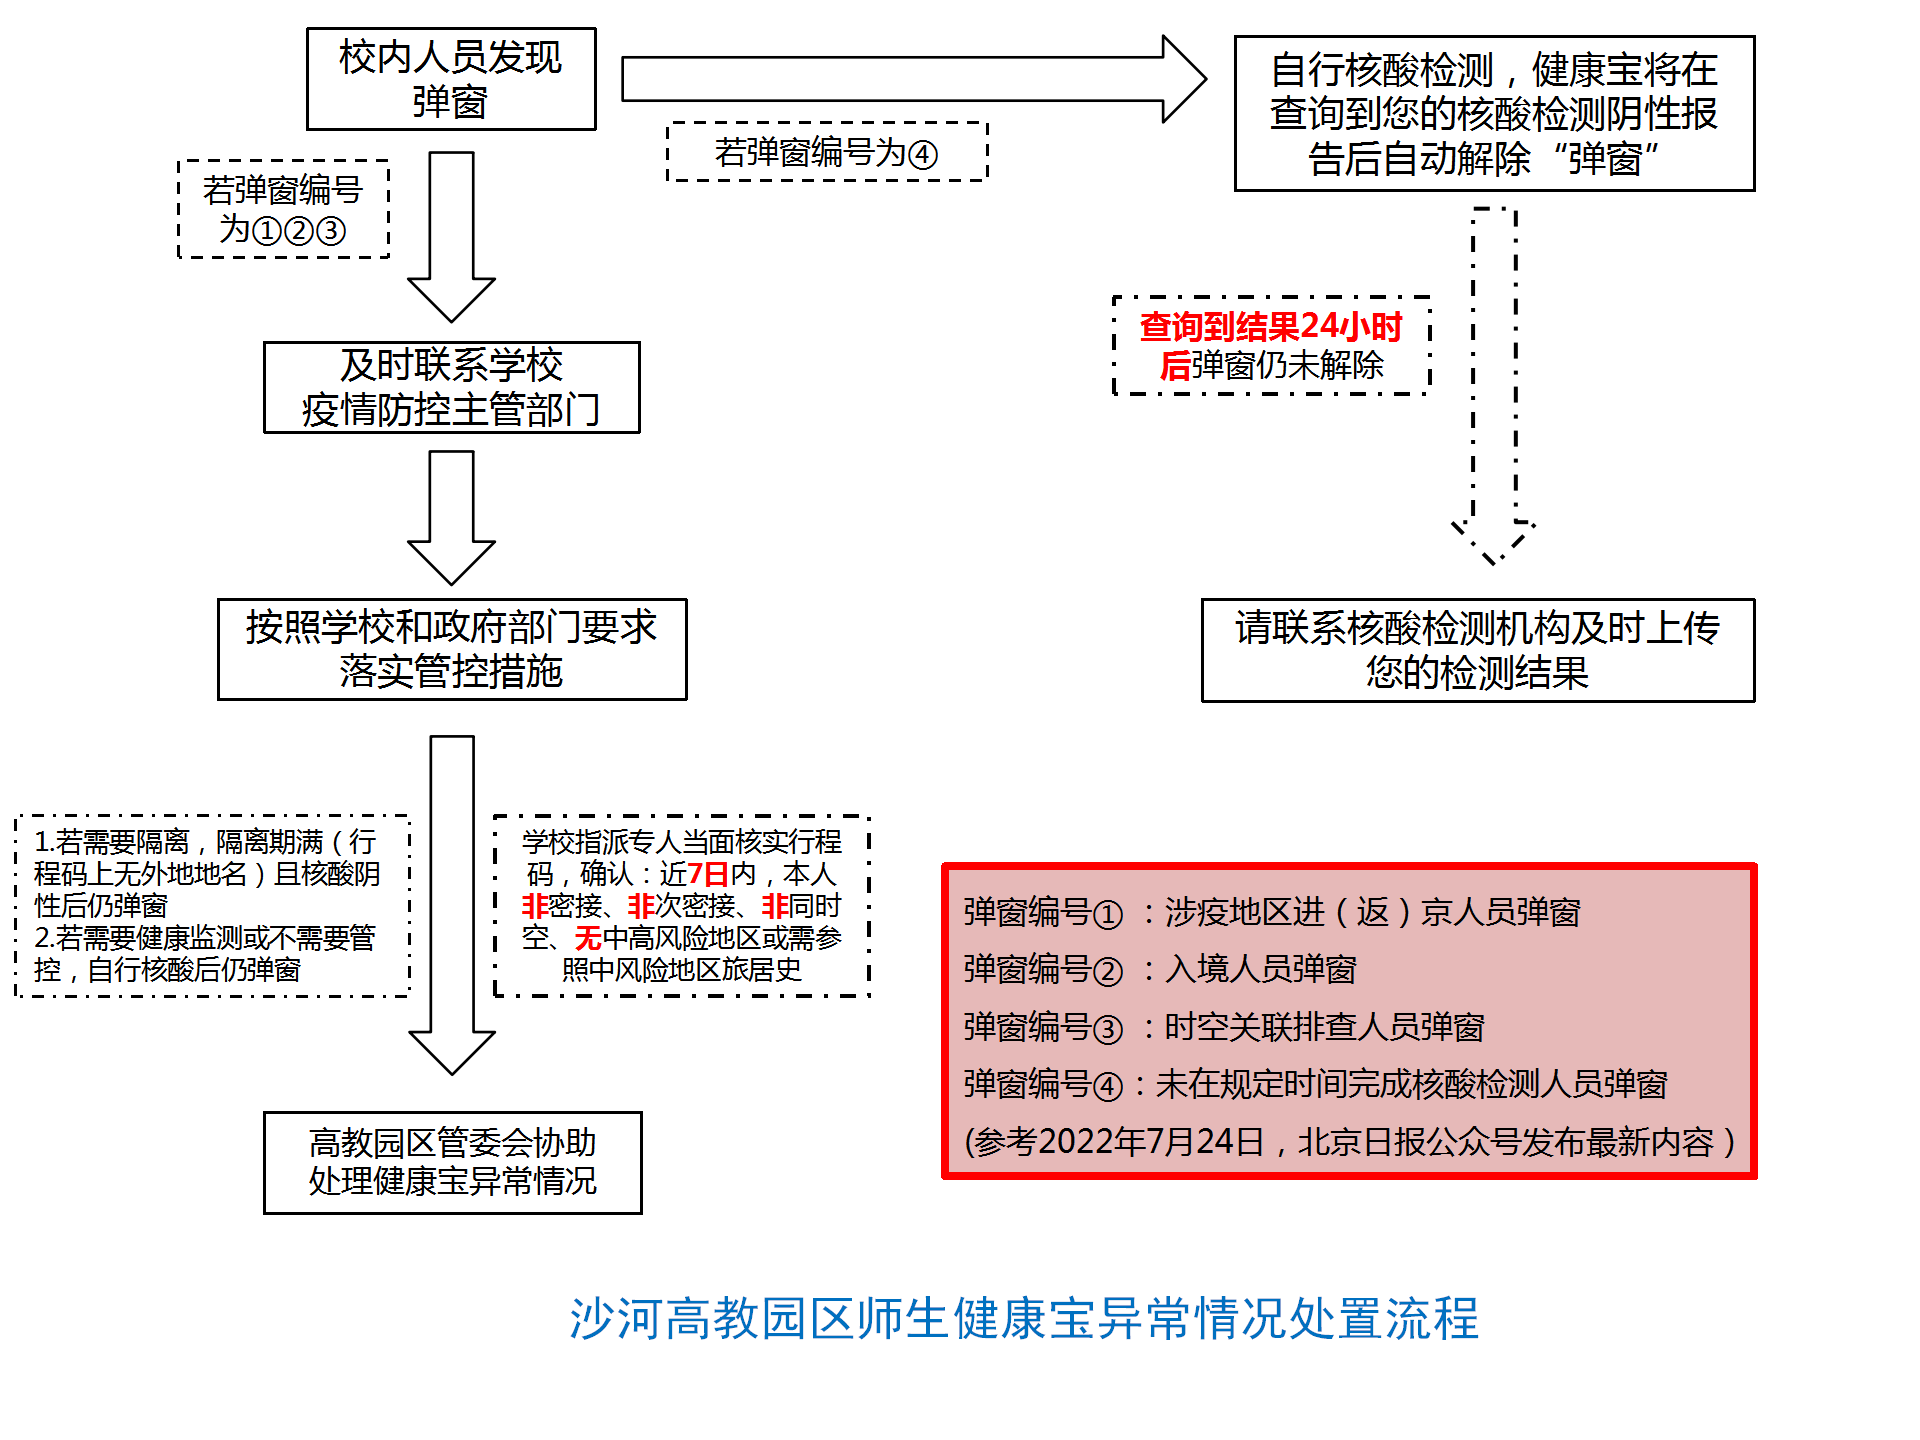 校内人员发现
弹窗
若弹窗编号为④
自行核酸检测，健康宝将在
查询到您的核酸检测阴性报
告后自动解除“弹窗”
若弹窗编号
为①②③
查询到结果24小时
后弹窗仍未解除
及时联系学校
疫情防控主管部门
按照学校和政府部门要求
落实管控措施
请联系核酸检测机构及时上传
您的检测结果
1.若需要隔离，隔离期满（行
程码上无外地地名）且核酸阴
性后仍弹窗
2.若需要健康监测或不需要管
控，自行核酸后仍弹窗
学校指派专人当面核实行程
码，确认：近7日内，本人
非密接、非次密接、非同时
空、无中高风险地区或需参
照中风险地区旅居史
弹窗编号①：涉疫地区进（返）京人员弹窗
弹窗编号②：入境人员弹窗
弹窗编号③：时空关联排查人员弹窗
弹窗编号④：未在规定时间完成核酸检测人员弹窗
(参考2022年7月24日，北京日报公众号发布最新内容）
高教园区管委会协助
处理健康宝异常情况
沙河高教园区师生健康宝异常情况处置流程